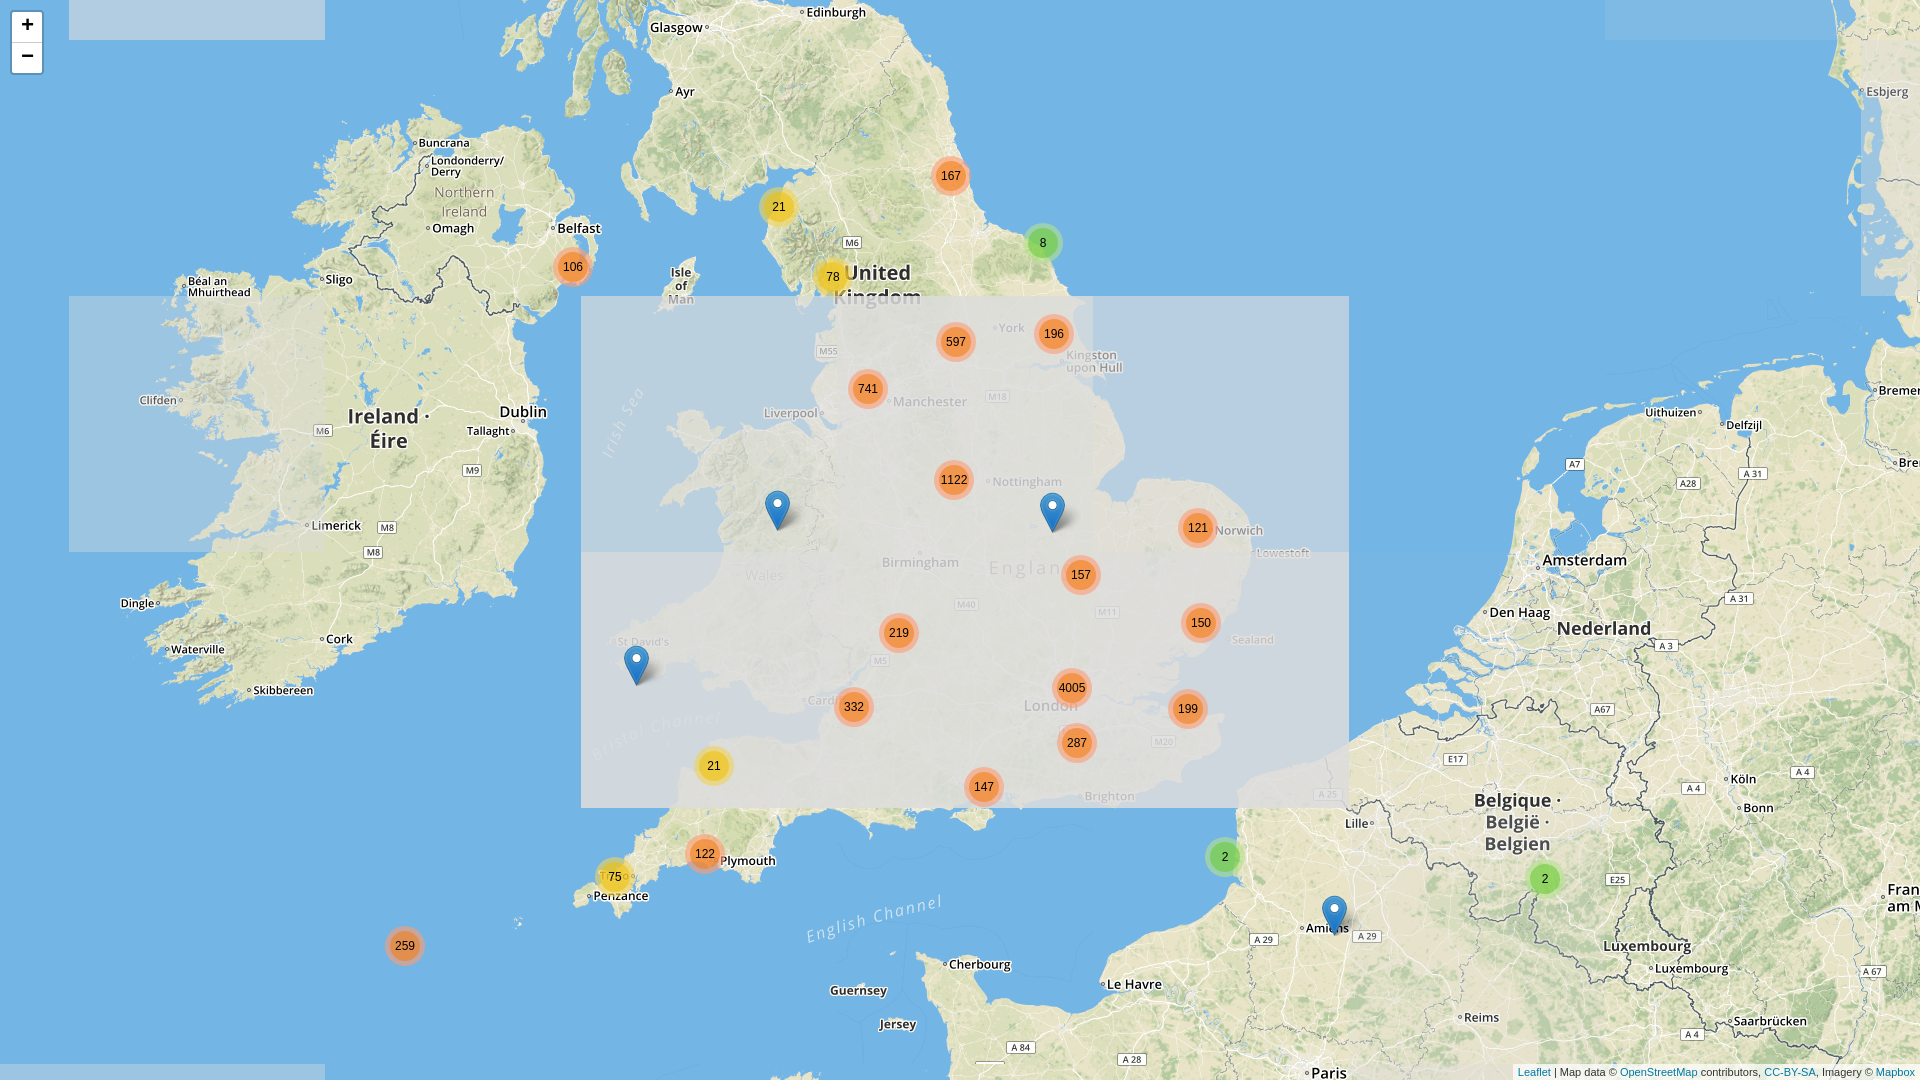 +
−
Glasgow
Edinburgh
Ayr
Esbjerg
Buncrana
Londonderry/
Derry
Northern
Ireland
Omagh
Belfast
167
21
8
M6
106
78
United
Kingdom
Isle
of
Man
Sligo
Béal an
Mhuirthead
York
196
597
M55
Kingston
upon Hull
741
Manchester
M18
Liverpool
Irish Sea
Clifden
Ireland ·
Éire
Dublin
Tallaght
M6
M9
Limerick
M8
M8
1122
Nottingham
121
Norwich
Lowestoft
Birmingham
Wales
Englan
157
M40
M11
150
219
Sealand
St David's
M5
4005
London
199
Cardi
332
Bristol Channel
287
M20
21
147
Brighton
A 25
Dingle
Cork
Waterville
Skibbereen
Uithuizen
Delfzijl
Bremer
Bre
A7
A 31
A28
Amsterdam
A 31
Den Haag
Nederland
A 3
A67
E17
Köln
A 4
A 4
Bonn
Belgique ·
België ·
Belgien
Lille
122
Plymouth
75
Penzance
2
2
E25
Fran
am M
English Channel
259
Amiens
A 29
A 29
Luxembourg
Luxembourg
A 67
Cherbourg
Le Havre
Guernsey
Jersey
Reims
Saarbrücken
A 84
A 28
A 4
Paris
Leaflet | Map data © OpenStreetMap contributors, CC-BY-SA, Imagery © Mapbox